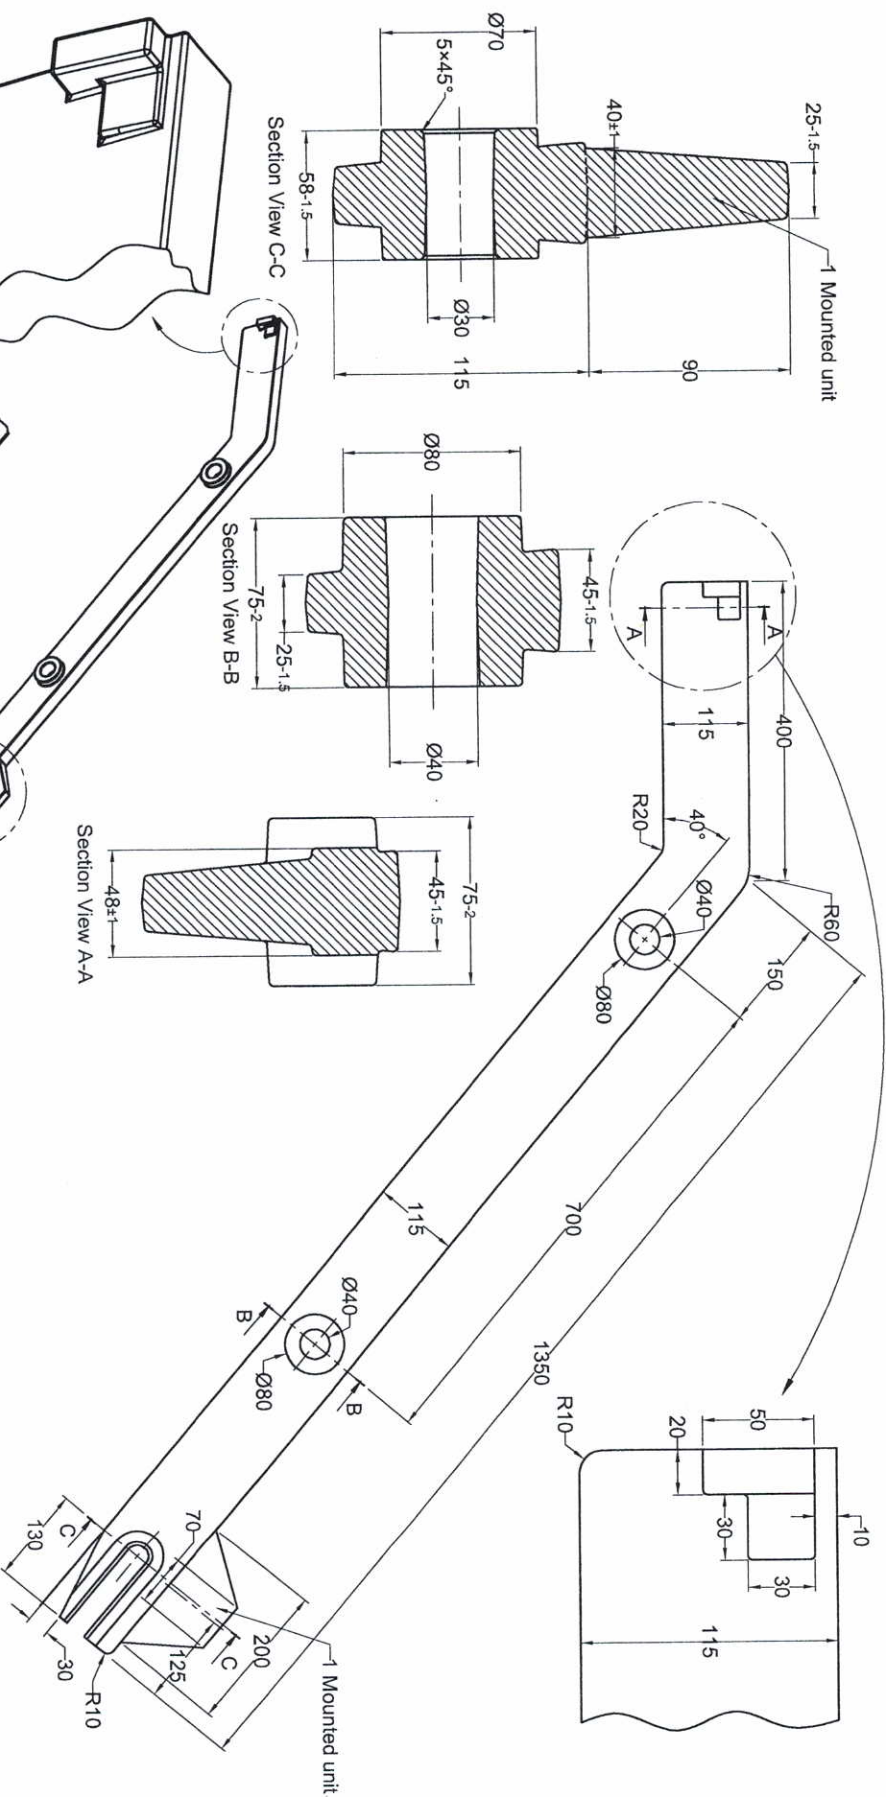 Ø70
5×45°
40±1
25-1.5
1 Mounted unit
58-1.5
Ø30
115
90
Section View C-C
Ø80
45-1.5
75-2
25-1.5
Ø40
Section View B-B
75-2
45-1.5
48±1
Section View A-A
A
A
400
115
R20
40°
R60
Ø40
Ø80
150
700
1350
115
B
B
Ø40
Ø80
130
C
C
70
200
125
30
R10
1 Mounted unit
50
20
10
30
30
115
R10